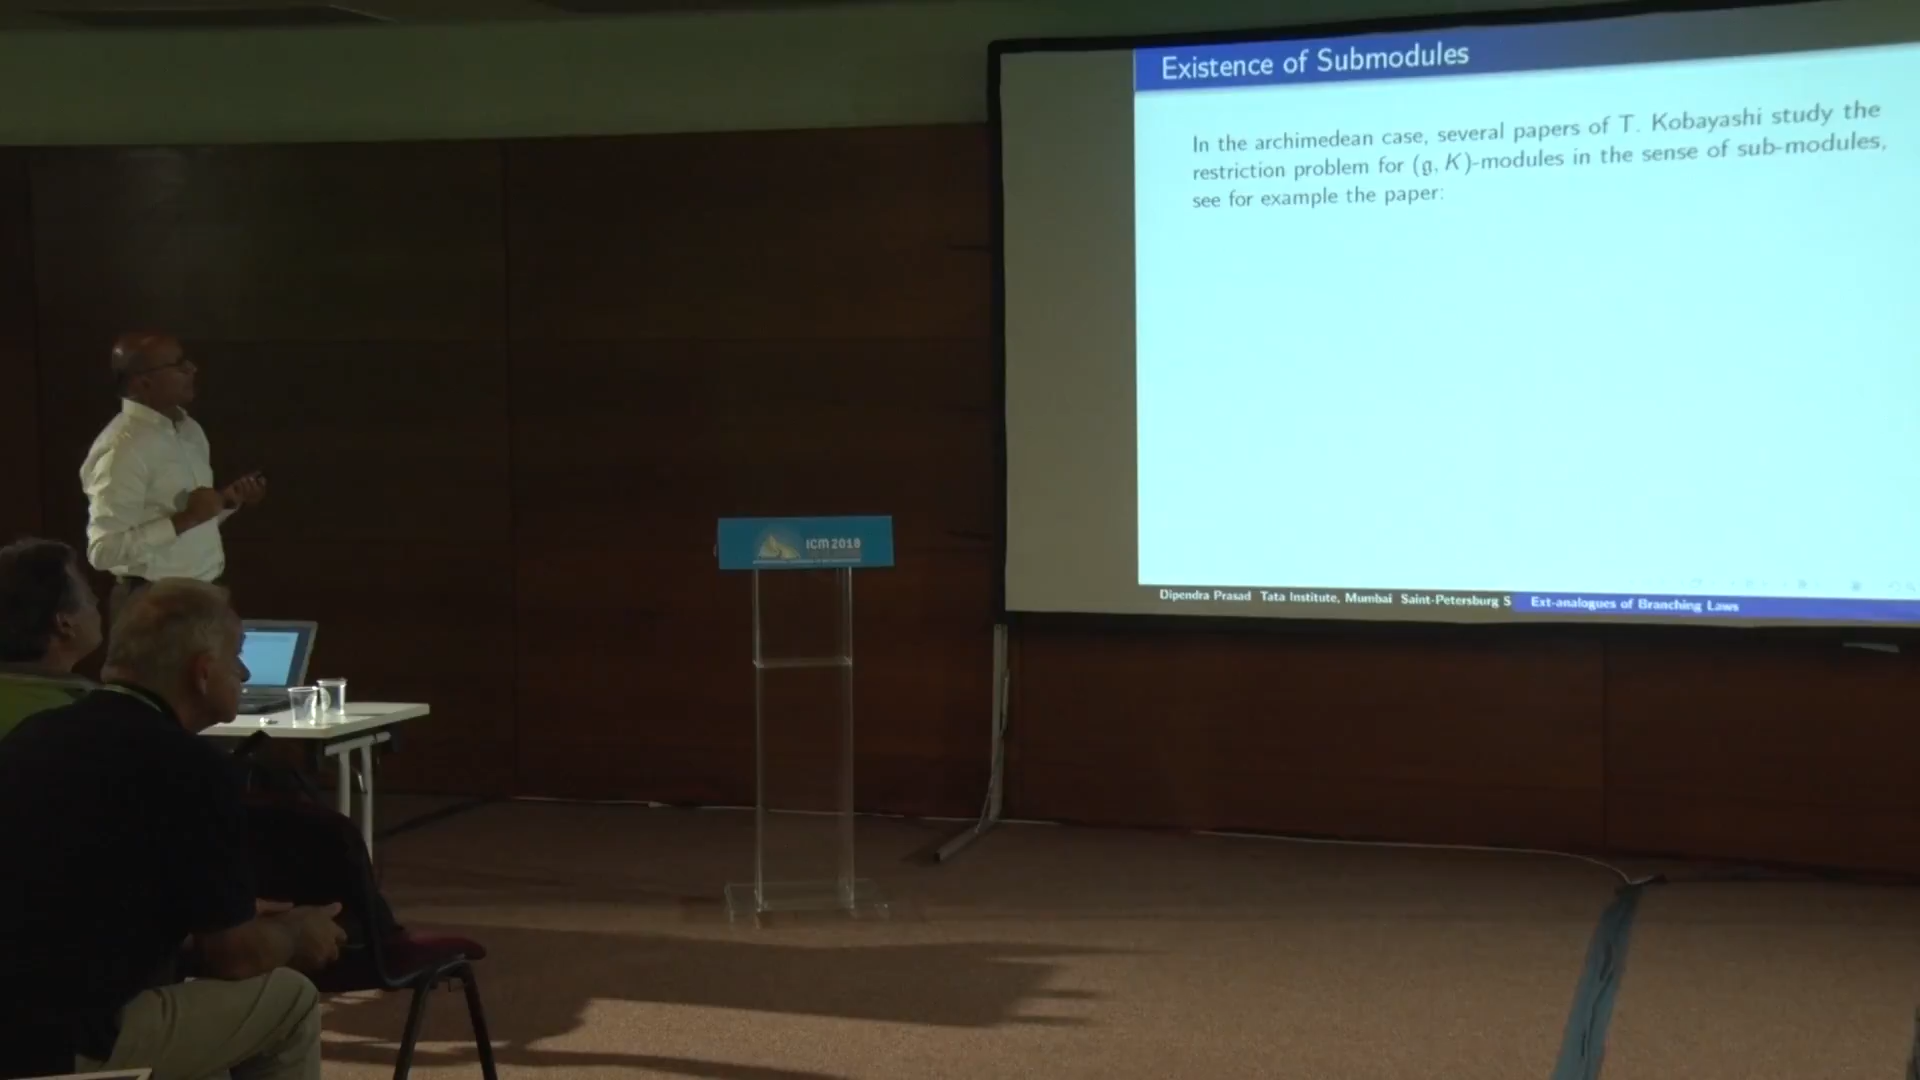 Existence of Submodules
In the archimedean case, several papers of T. Kobayashi study the
restriction problem for (𝔤, K)-modules in the sense of sub-modules,
see for example the paper:
Dipendra Prasad Tata Institute, Mumbai Saint-Petersburg S
Ext-analogues of Branching Laws
ICM 2018